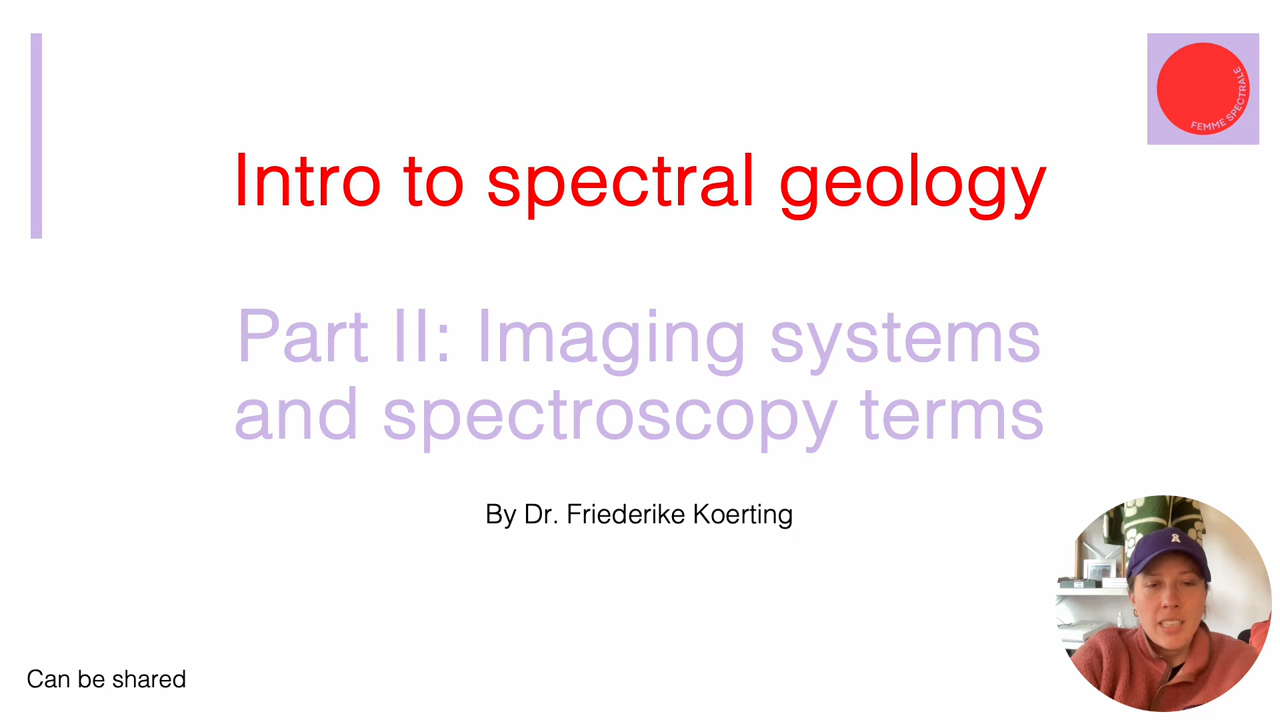 FEMME SPECTRALE
Intro to spectral geology
Part II: Imaging systems
and spectroscopy terms
By Dr. Friederike Koerting
Can be shared